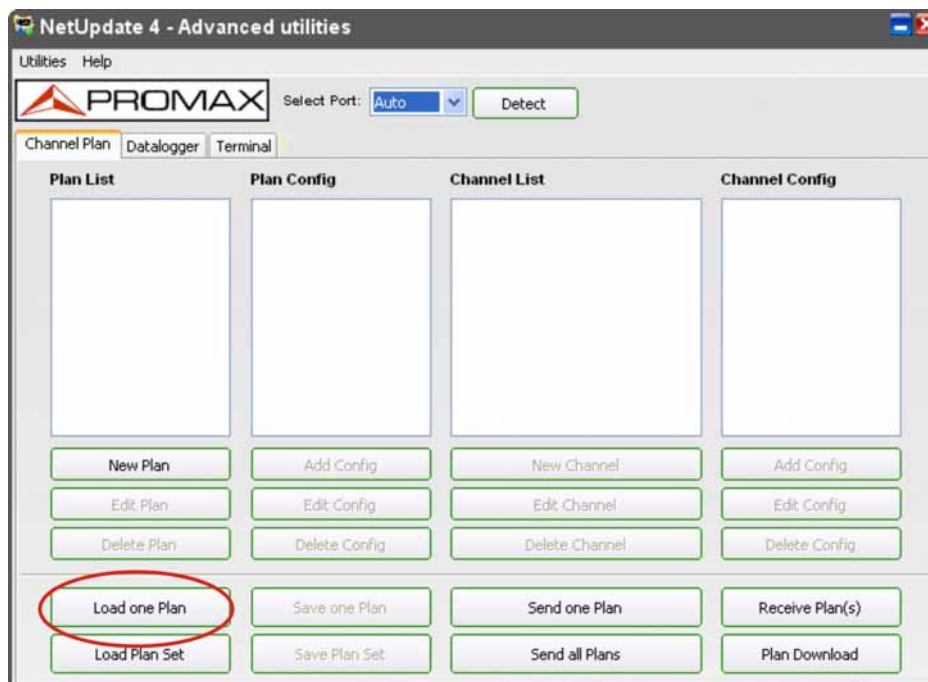 NetUpdate 4 - Advanced utilities
Utilities Help
PROMAX Select Port: Auto Detect
Channel Plan Datalogger Terminal
Plan List Plan Config Channel List Channel Config
New Plan Add Config New Channel Add Config
Edit Plan Edit Config Edit Channel Edit Config
Delete Plan Delete Config Delete Channel Delete Config
Load one Plan Save one Plan Send one Plan Receive Plan(s)
Load Plan Set Save Plan Set Send all Plans Plan Download